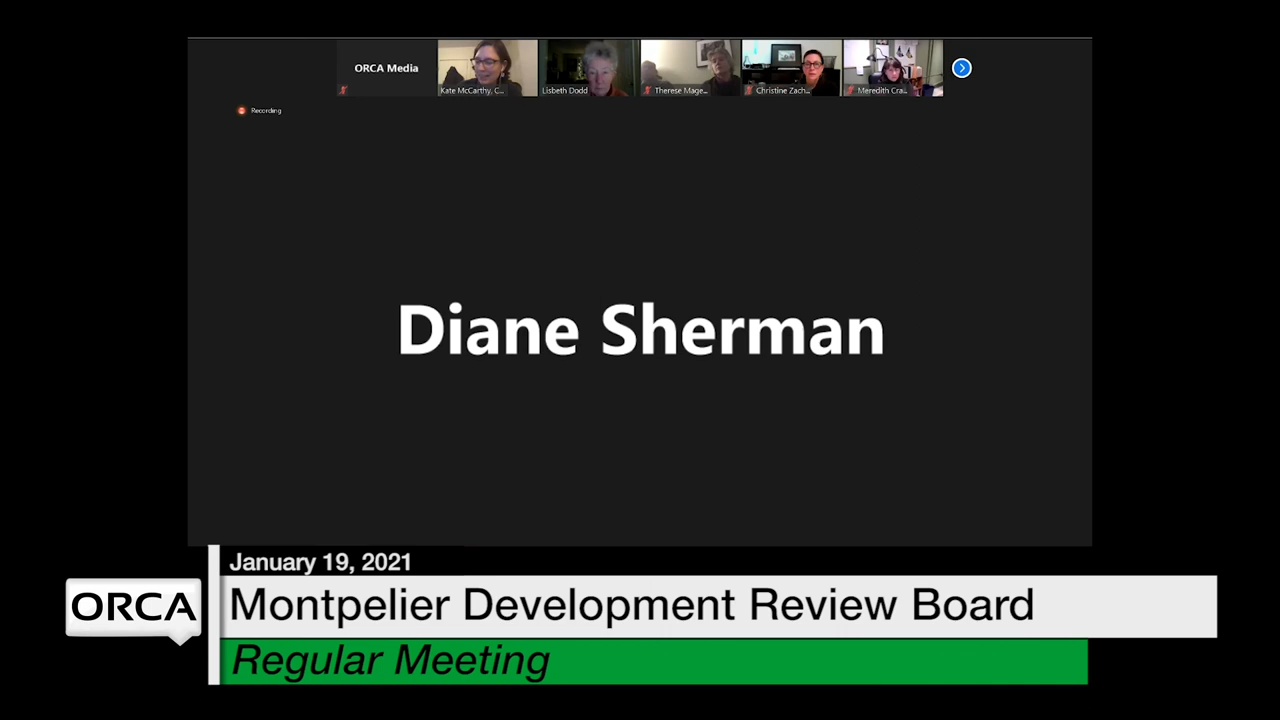 ORCA Media
Kate McCarthy, C...
Lisbeth Dodd
Therese Mage...
Christine Zach...
Meredith Cra...
Recording
Diane Sherman
January 19, 2021
ORCA
Montpelier Development Review Board
Regular Meeting